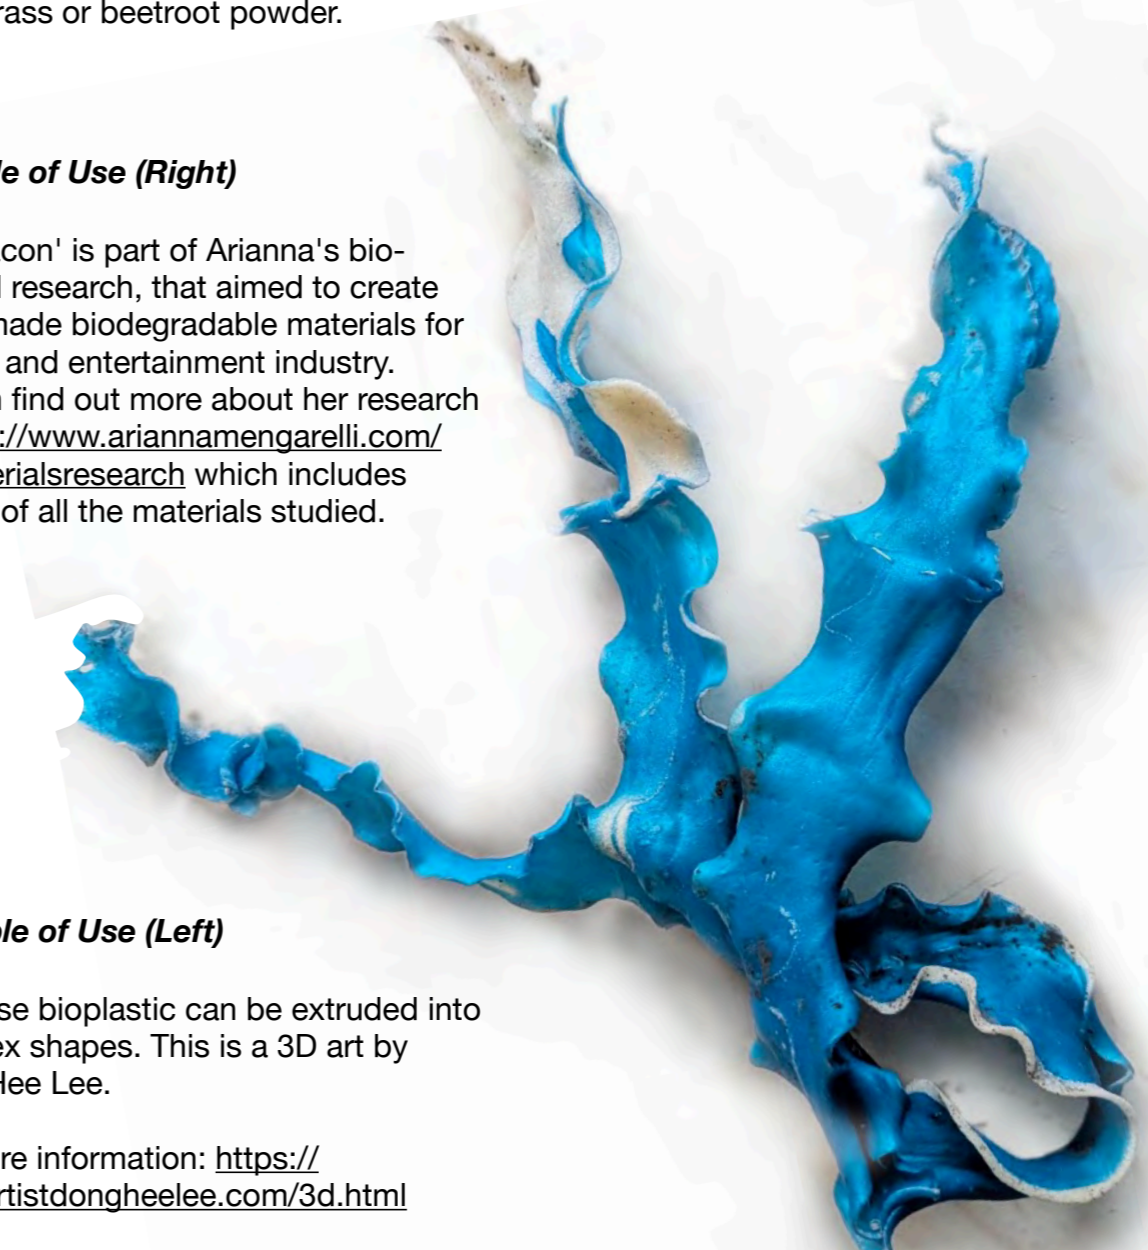 rass or beetroot powder.
le of Use (Right)
acon' is part of Arianna's bio-
l research, that aimed to create
made biodegradable materials for
and entertainment industry.
find out more about her research
://www.ariannamengarelli.com/
erialsresearch which includes
of all the materials studied.
le of Use (Left)
se bioplastic can be extruded into
ex shapes. This is a 3D art by
Hee Lee.
re information: https://
rtistdongheelee.com/3d.html